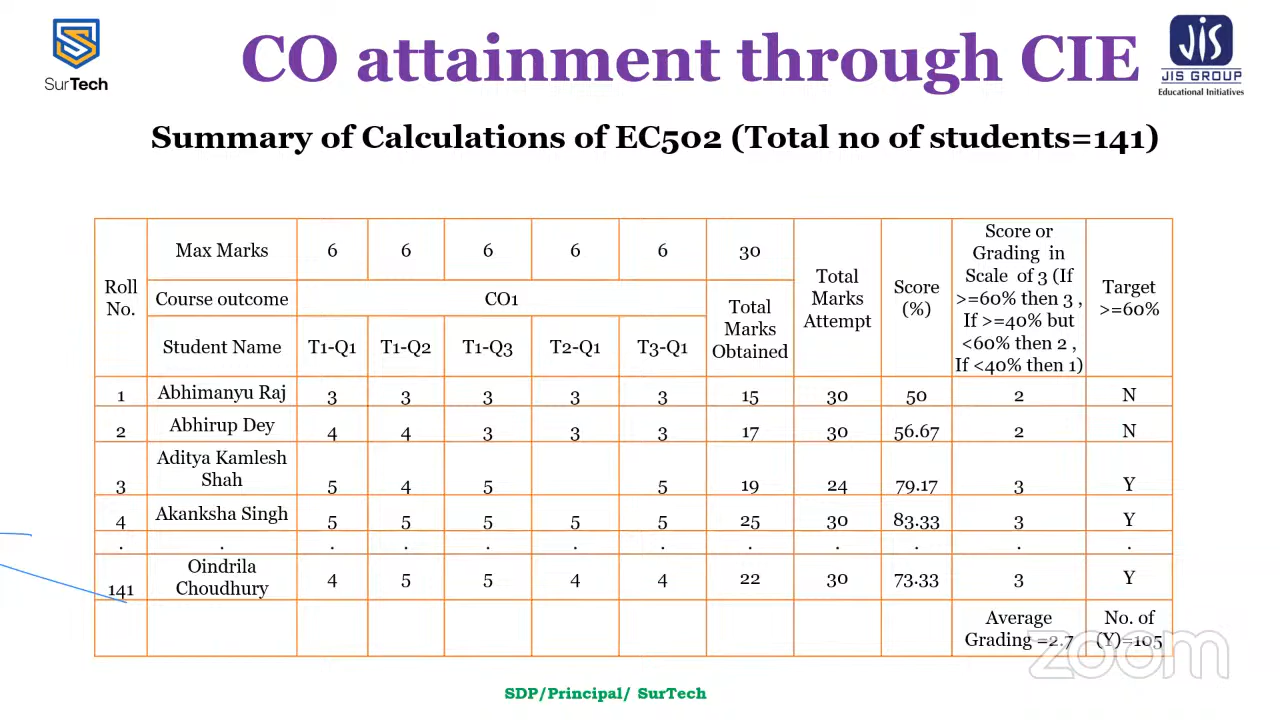 SurTech
CO attainment through CIE
JIS GROUP
Educational Initiatives
Summary of Calculations of EC502 (Total no of students=141)
Roll No. Max Marks 6 6 6 6 6 30 Total Marks Attempt Score (%) Score or Grading in Scale of 3 (If >=60% then 3 , If >=40% but <60% then 2 , If <40% then 1) Target >=60%
Course outcome CO1 Total Marks Obtained
Student Name T1-Q1 T1-Q2 T1-Q3 T2-Q1 T3-Q1
1 Abhimanyu Raj 3 3 3 3 3 15 30 50 2 N
2 Abhirup Dey 4 4 3 3 3 17 30 56.67 2 N
3 Aditya Kamlesh Shah 5 4 5 5 19 24 79.17 3 Y
4 Akanksha Singh 5 5 5 5 5 25 30 83.33 3 Y
. . . . . . . . . . . .
141 Oindrila Choudhury 4 5 5 4 4 22 30 73.33 3 Y
Average Grading =2.7 No. of (Y)=105
zoom
SDP/Principal/ SurTech